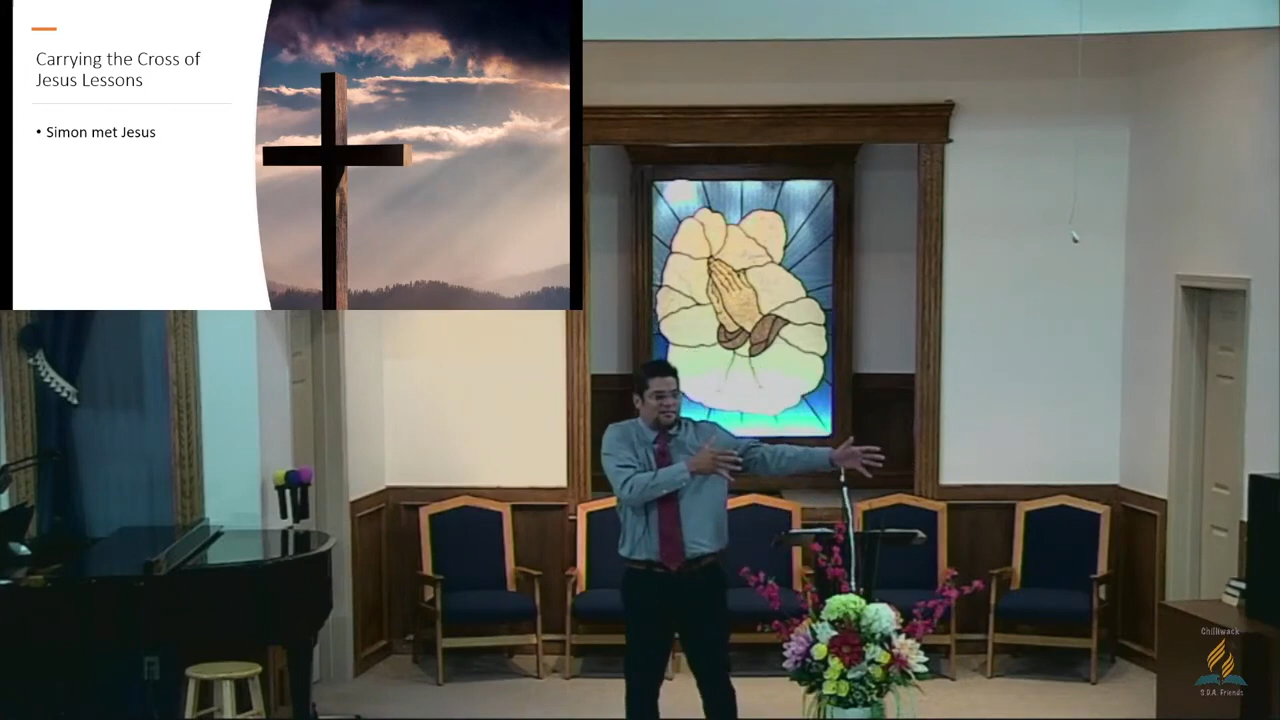 Carrying the Cross of
Jesus Lessons
• Simon met Jesus
Chilliwack
S.D.A. Friends